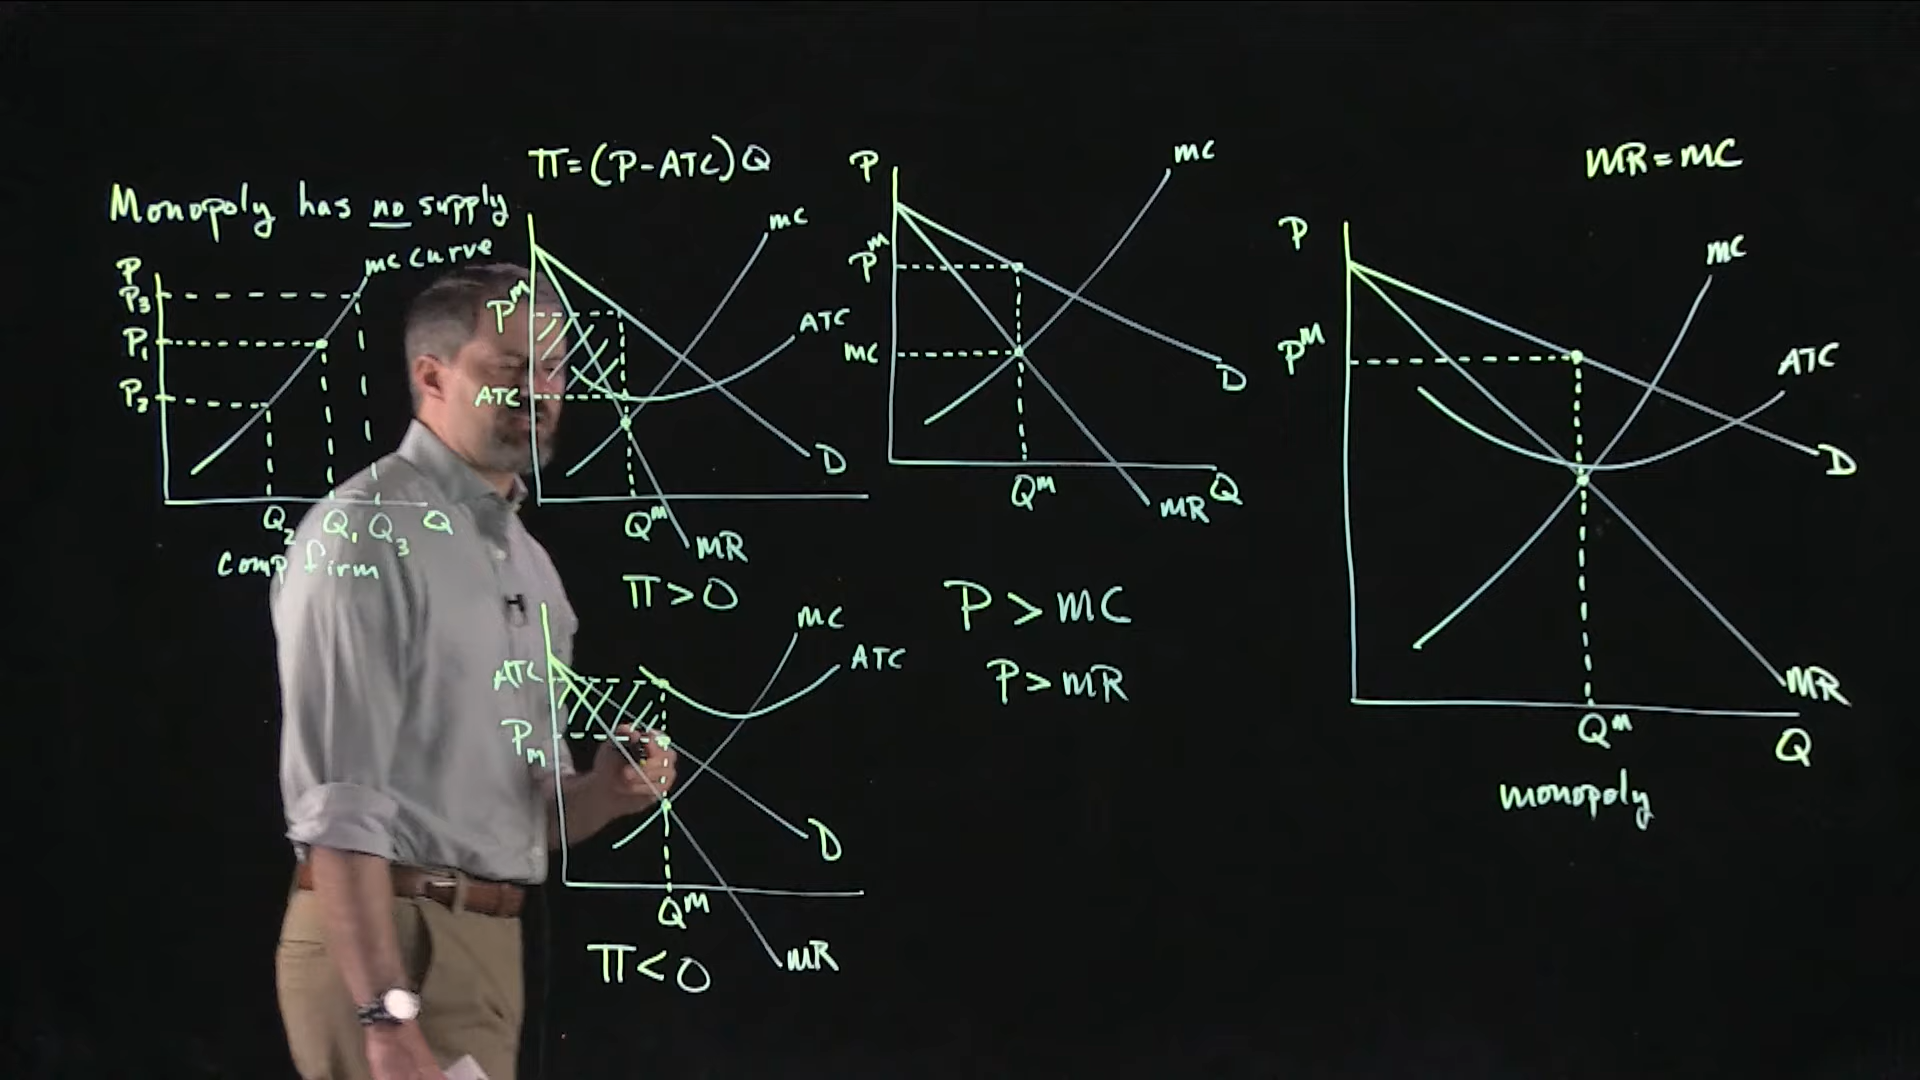 Monopoly has no supply
mc curve
P
P3
P1
P2
Q2 Q1 Q3 Q
comp firm
π=(P-ATC)Q
mc
P^M
ATC
ATC
D
Q^M
MR
π>0
mc
ATC
ATC
P_M
D
Q^M
MR
π<0
P
mc
P^M
mc
D
Q^M
MR
Q
P>MC
P>MR
MR=MC
P
mc
P^M
ATC
D
MR
Q^M
Q
monopoly